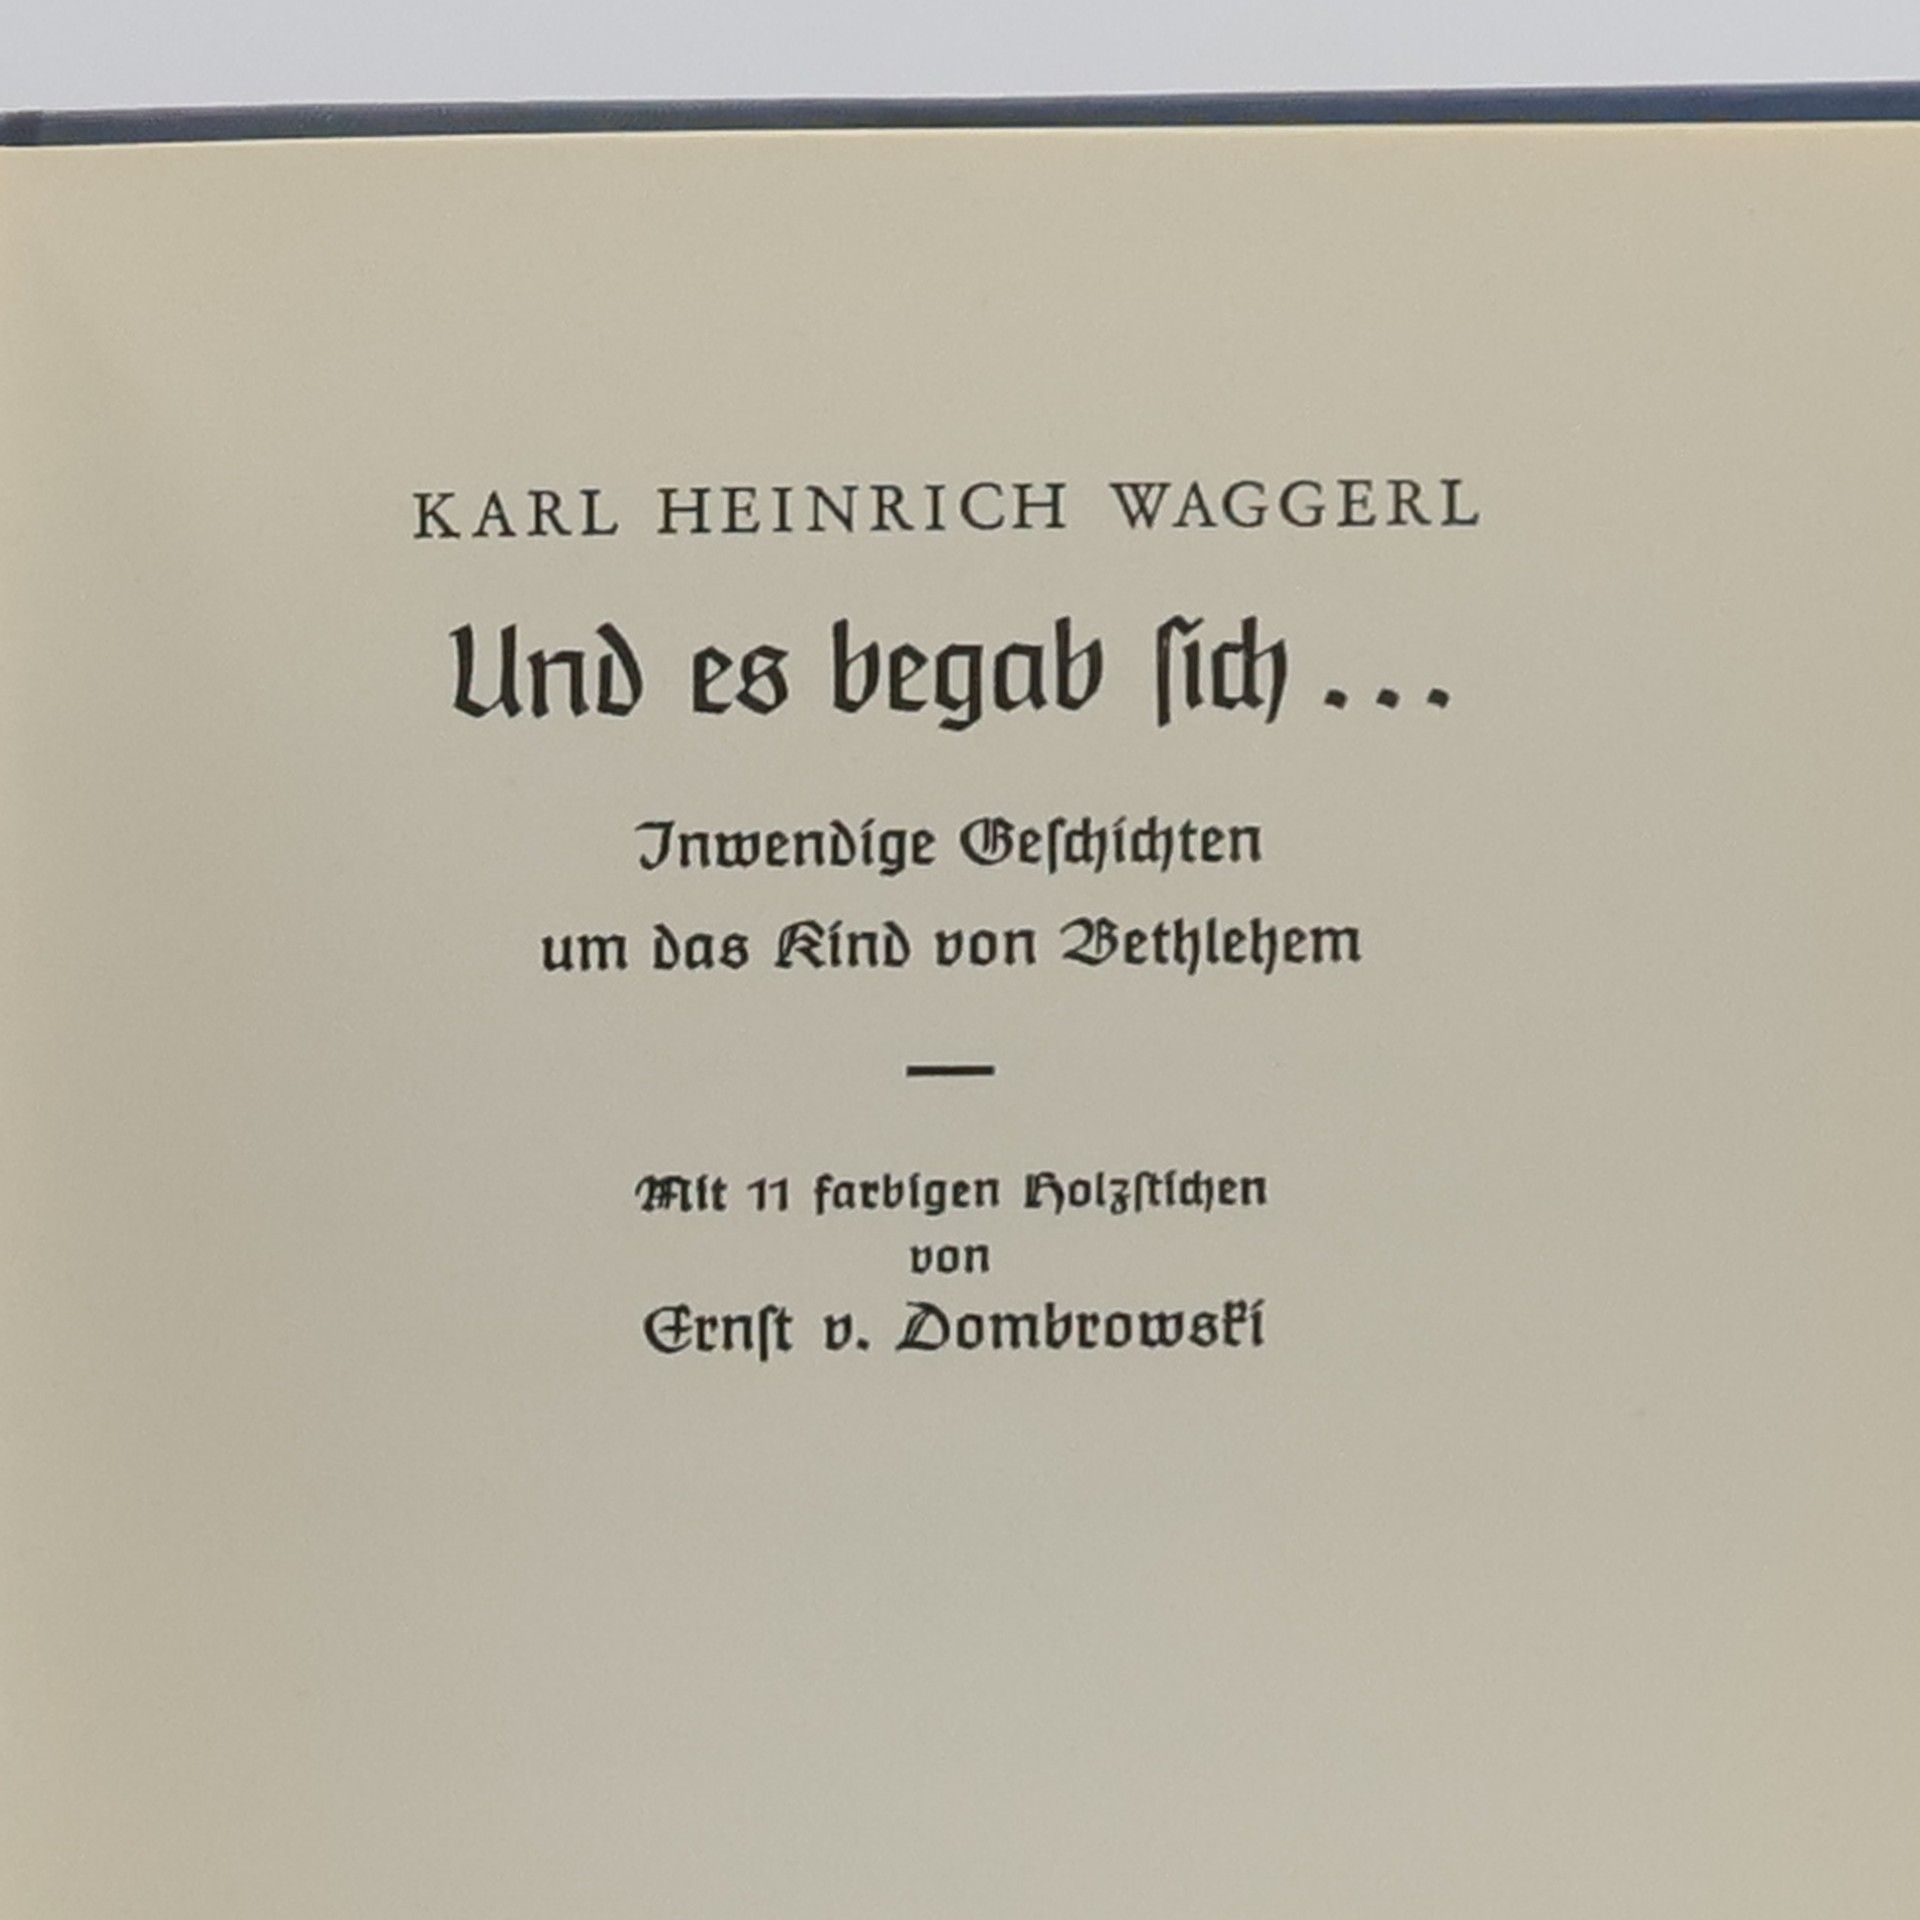 KARL HEINRICH WAGGERL
Und es begab ſich...
Inwendige Geſchichten
um das Kind von Bethlehem
Mit 11 farbigen Holzſtichen
von
Ernſt v. Dombrowski